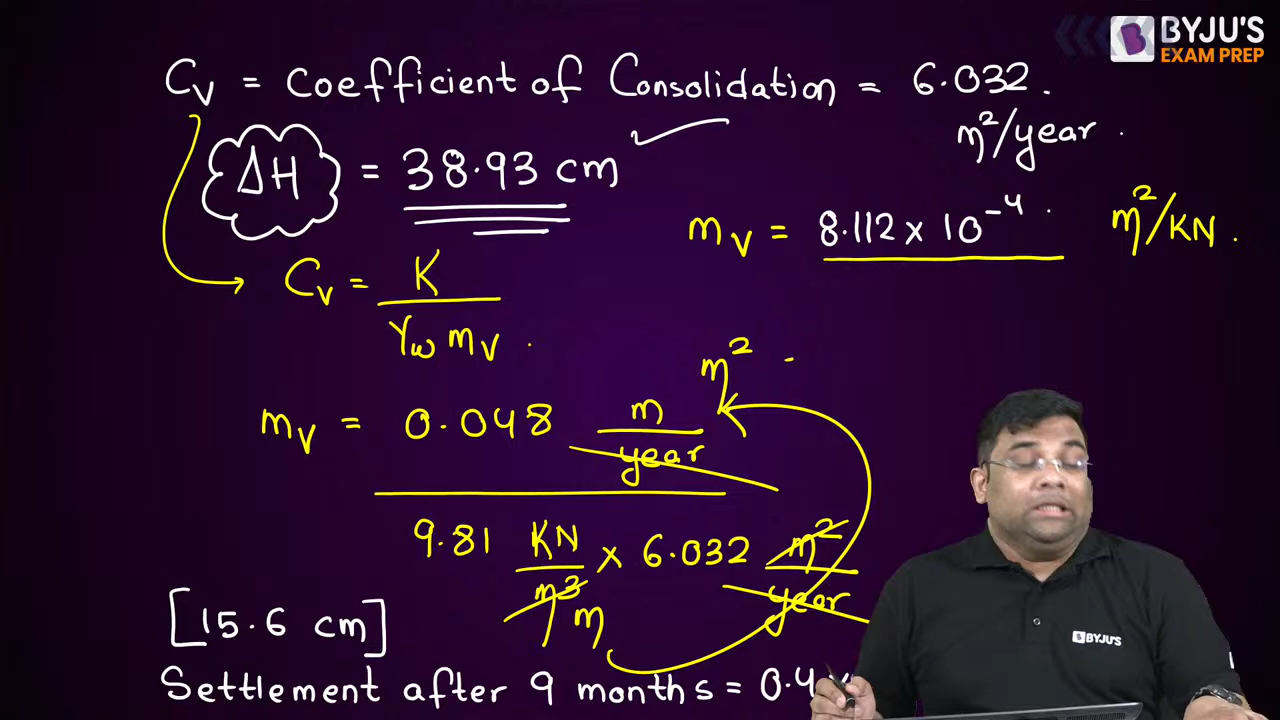 BYJU'S
EXAM PREP
Cv = Coefficient of Consolidation = 6.032
m²/year
ΔH = 38.93 cm
mv = 8.112 × 10⁻⁴ m²/KN.
Cv = K
γw mv
m²
mv = 0.048 m
year
9.81 KN × 6.032 m²
m³ year
m
[15.6 cm]
Settlement after 9 months = 0.4
BYJU'S